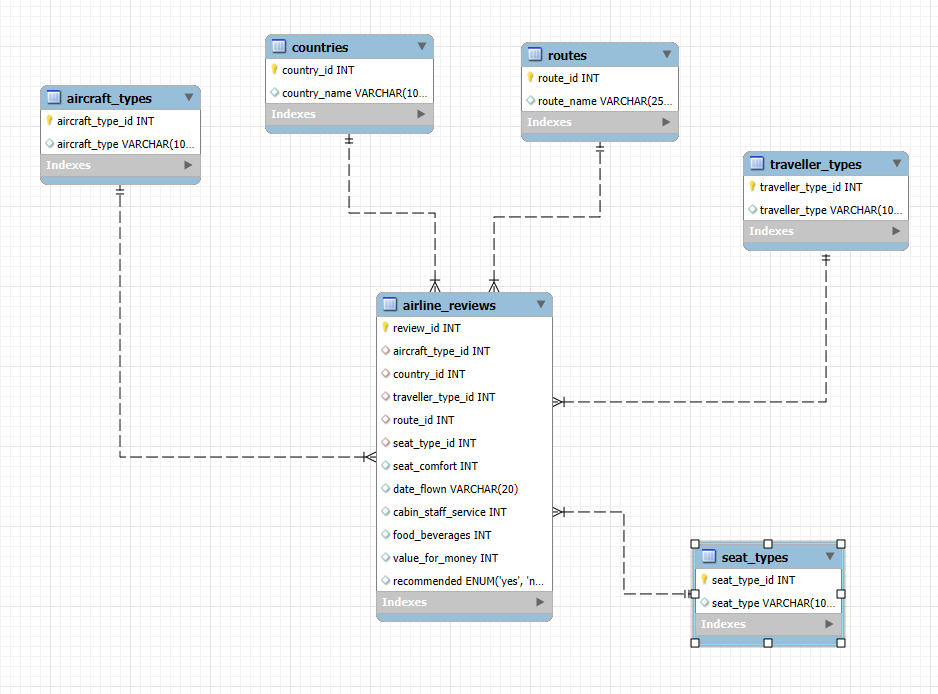 countries
country_id INT
country_name VARCHAR(10...
Indexes
routes
route_id INT
route_name VARCHAR(25...
Indexes
aircraft_types
aircraft_type_id INT
aircraft_type VARCHAR(10...
Indexes
traveller_types
traveller_type_id INT
traveller_type VARCHAR(10...
Indexes
airline_reviews
review_id INT
aircraft_type_id INT
country_id INT
traveller_type_id INT
route_id INT
seat_type_id INT
seat_comfort INT
date_flown VARCHAR(20)
cabin_staff_service INT
food_beverages INT
value_for_money INT
recommended ENUM('yes', 'n...
Indexes
seat_types
seat_type_id INT
seat_type VARCHAR(10...
Indexes